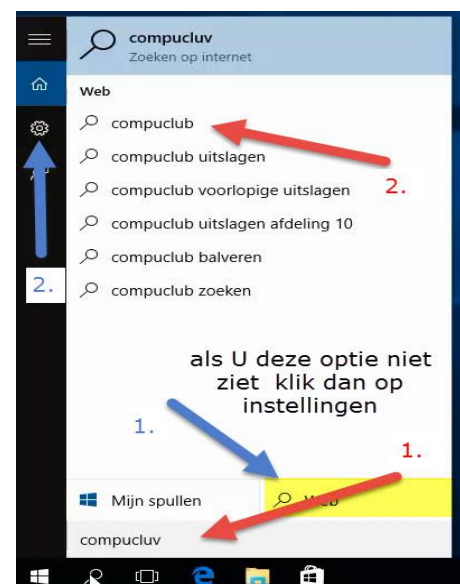 compucluv
Zoeken op internet
Web
compuclub
compuclub uitslagen
2.
compuclub voorlopige uitslagen
compuclub uitslagen afdeling 10
compuclub balveren
2.
compuclub zoeken
als U deze optie niet
ziet klik dan op
instellingen
1.
1.
Mijn spullen
Web
compucluv